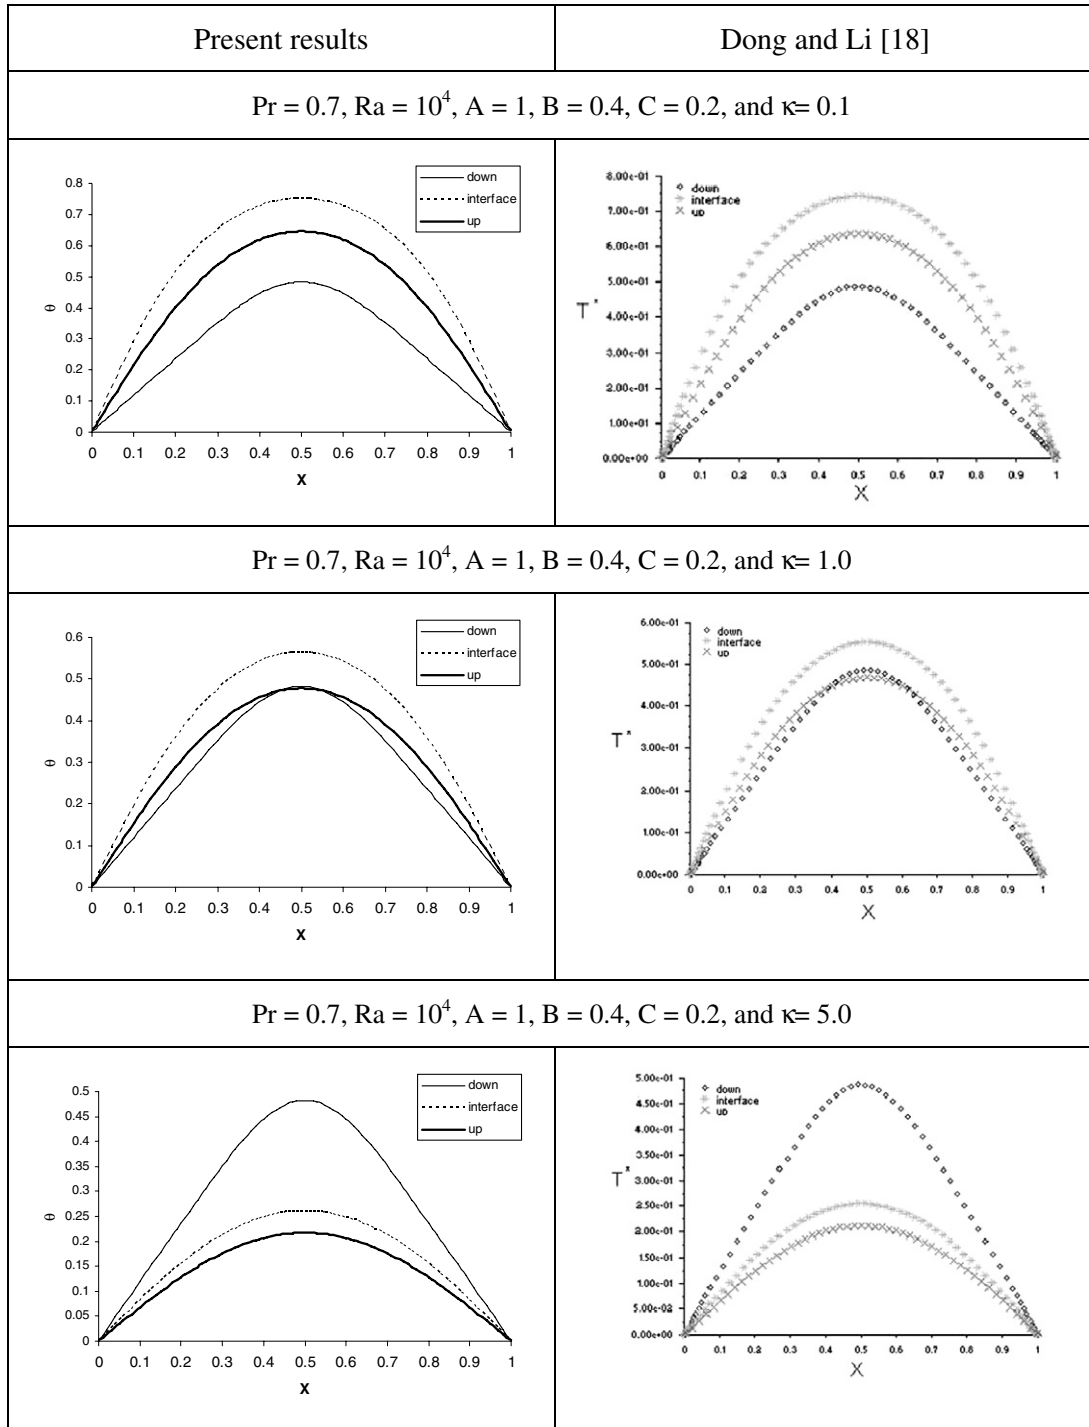 Present results
Dong and Li [18]
Pr = 0.7, Ra = 10⁴, A = 1, B = 0.4, C = 0.2, and κ= 0.1
down
interface
up
0.8
0.7
0.6
0.5
0.4
0.3
0.2
0.1
0
θ
0 0.1 0.2 0.3 0.4 0.5 0.6 0.7 0.8 0.9 1
X
down
interface
up
8.00e-01
7.00e-01
6.00e-01
5.00e-01
4.00e-01
3.00e-01
2.00e-01
1.00e-01
0.00e+00
T*
0 0.1 0.2 0.3 0.4 0.5 0.6 0.7 0.8 0.9 1
X
Pr = 0.7, Ra = 10⁴, A = 1, B = 0.4, C = 0.2, and κ= 1.0
down
interface
up
0.6
0.5
0.4
0.3
0.2
0.1
0
θ
0 0.1 0.2 0.3 0.4 0.5 0.6 0.7 0.8 0.9 1
X
down
interface
up
6.00e-01
5.00e-01
4.00e-01
3.00e-01
2.00e-01
1.00e-01
0.00e+00
T*
0 0.1 0.2 0.3 0.4 0.5 0.6 0.7 0.8 0.9 1
X
Pr = 0.7, Ra = 10⁴, A = 1, B = 0.4, C = 0.2, and κ= 5.0
down
interface
up
0.5
0.45
0.4
0.35
0.3
0.25
0.2
0.15
0.1
0.05
0
θ
0 0.1 0.2 0.3 0.4 0.5 0.6 0.7 0.8 0.9 1
X
down
interface
up
5.00e-01
4.50e-01
4.00e-01
3.50e-01
3.00e-01
2.50e-01
2.00e-01
1.50e-01
1.00e-01
5.00e-02
0.00e+00
T*
0 0.1 0.2 0.3 0.4 0.5 0.6 0.7 0.8 0.9 1
X